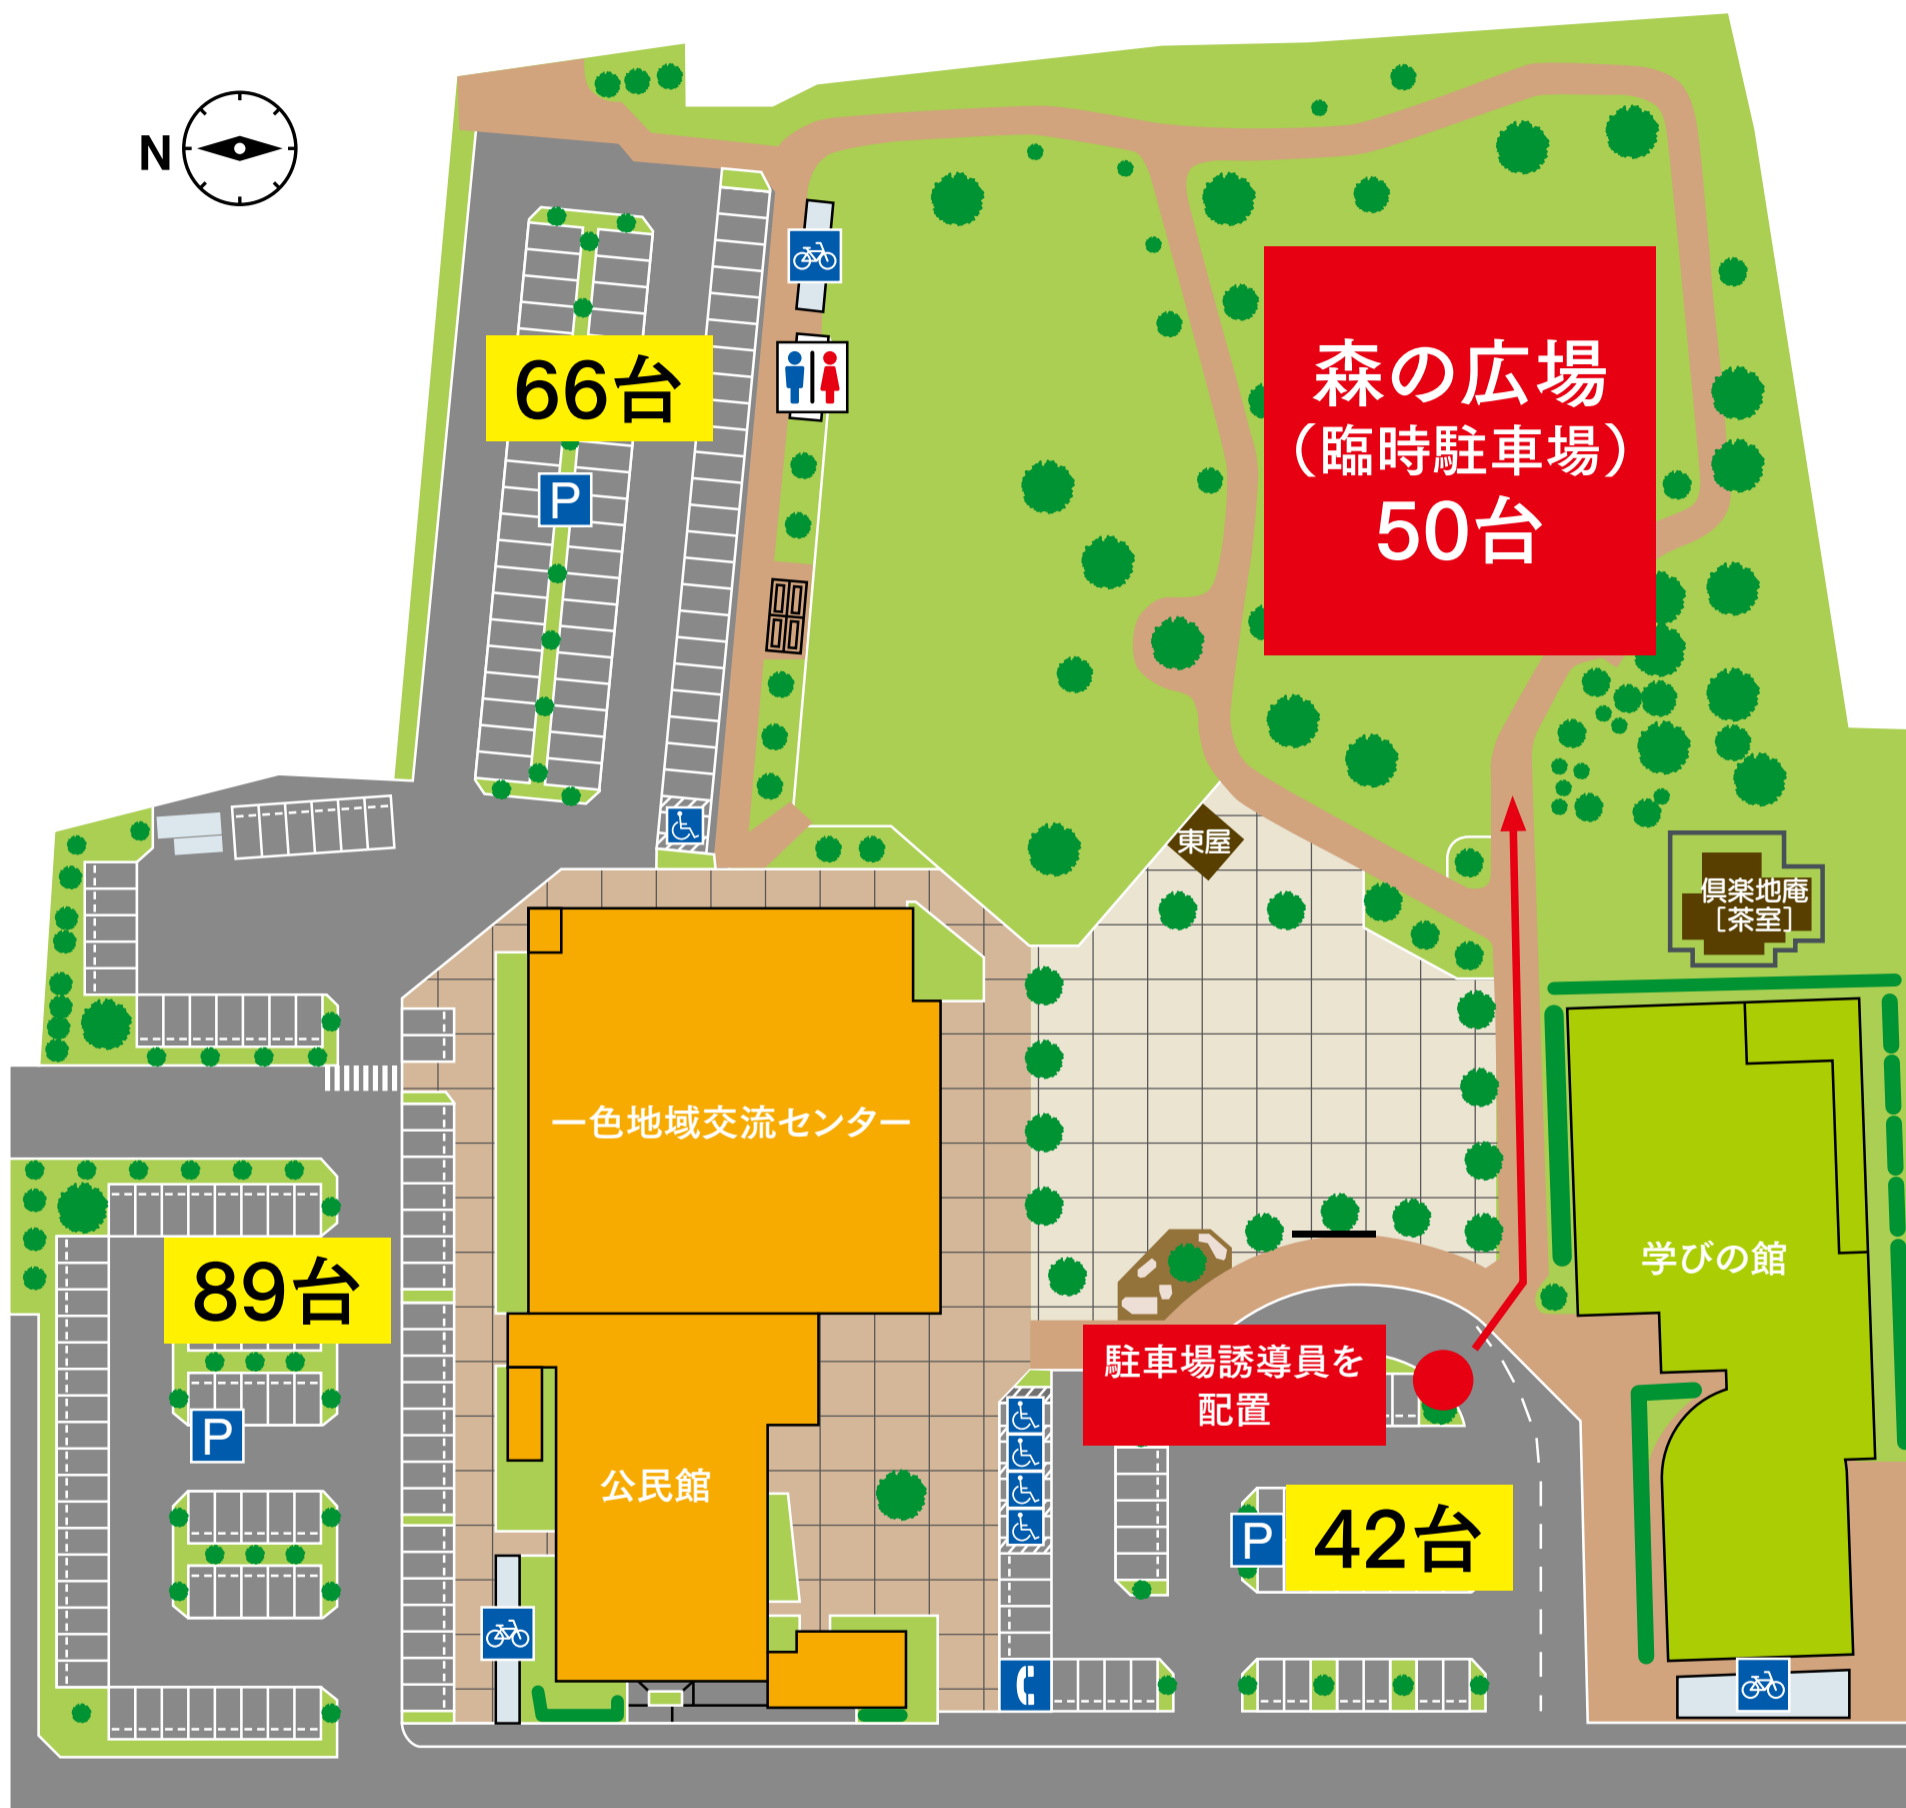 N
66台
P
森の広場
（臨時駐車場）
50台
東屋
倶楽地庵
［茶室］
一色地域交流センター
学びの館
89台
P
駐車場誘導員を
配置
公民館
P
42台